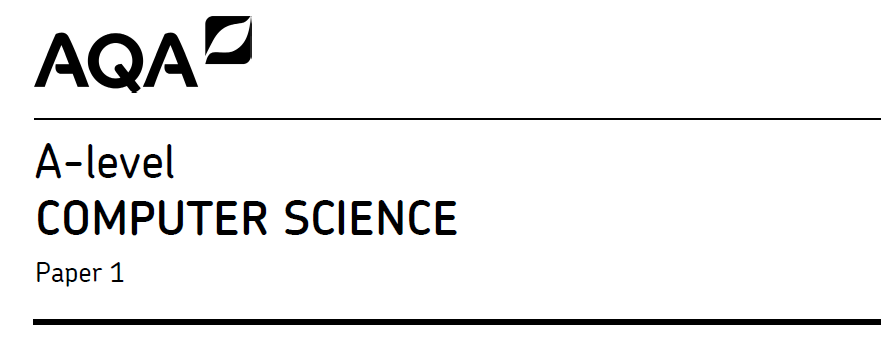 AQA
A-level
COMPUTER SCIENCE
Paper 1